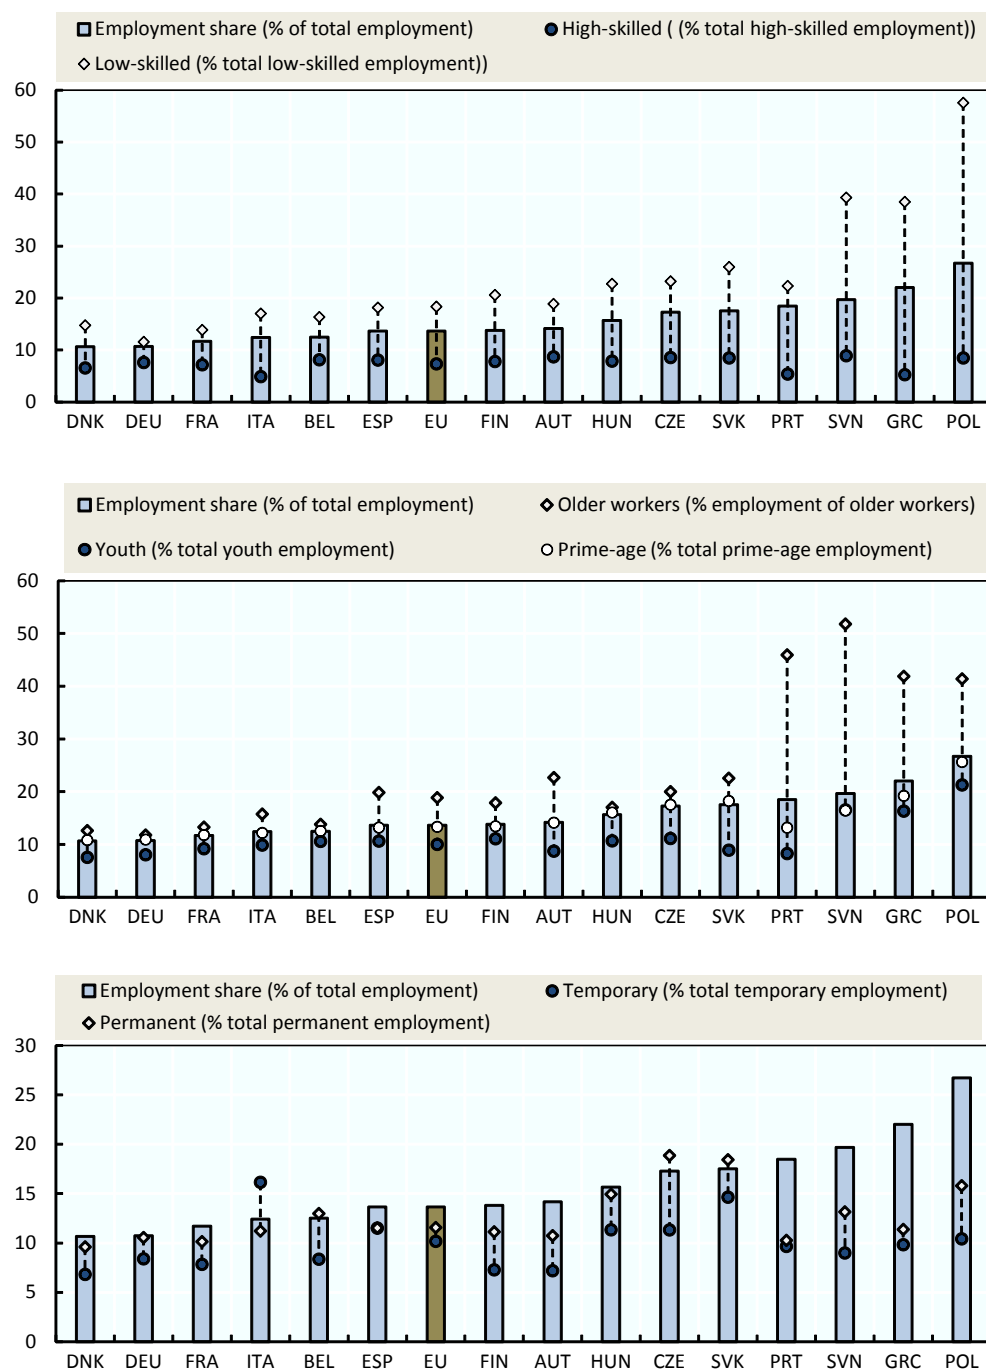 Employment share (% of total employment) High-skilled ( (% total high-skilled employment))
Low-skilled (% total low-skilled employment))
60
50
40
30
20
10
0
DNK DEU FRA ITA BEL ESP EU FIN AUT HUN CZE SVK PRT SVN GRC POL
Employment share (% of total employment) Older workers (% employment of older workers)
Youth (% total youth employment) Prime-age (% total prime-age employment)
60
50
40
30
20
10
0
DNK DEU FRA ITA BEL ESP EU FIN AUT HUN CZE SVK PRT SVN GRC POL
Employment share (% of total employment) Temporary (% total temporary employment)
Permanent (% total permanent employment)
30
25
20
15
10
5
0
DNK DEU FRA ITA BEL ESP EU FIN AUT HUN CZE SVK PRT SVN GRC POL